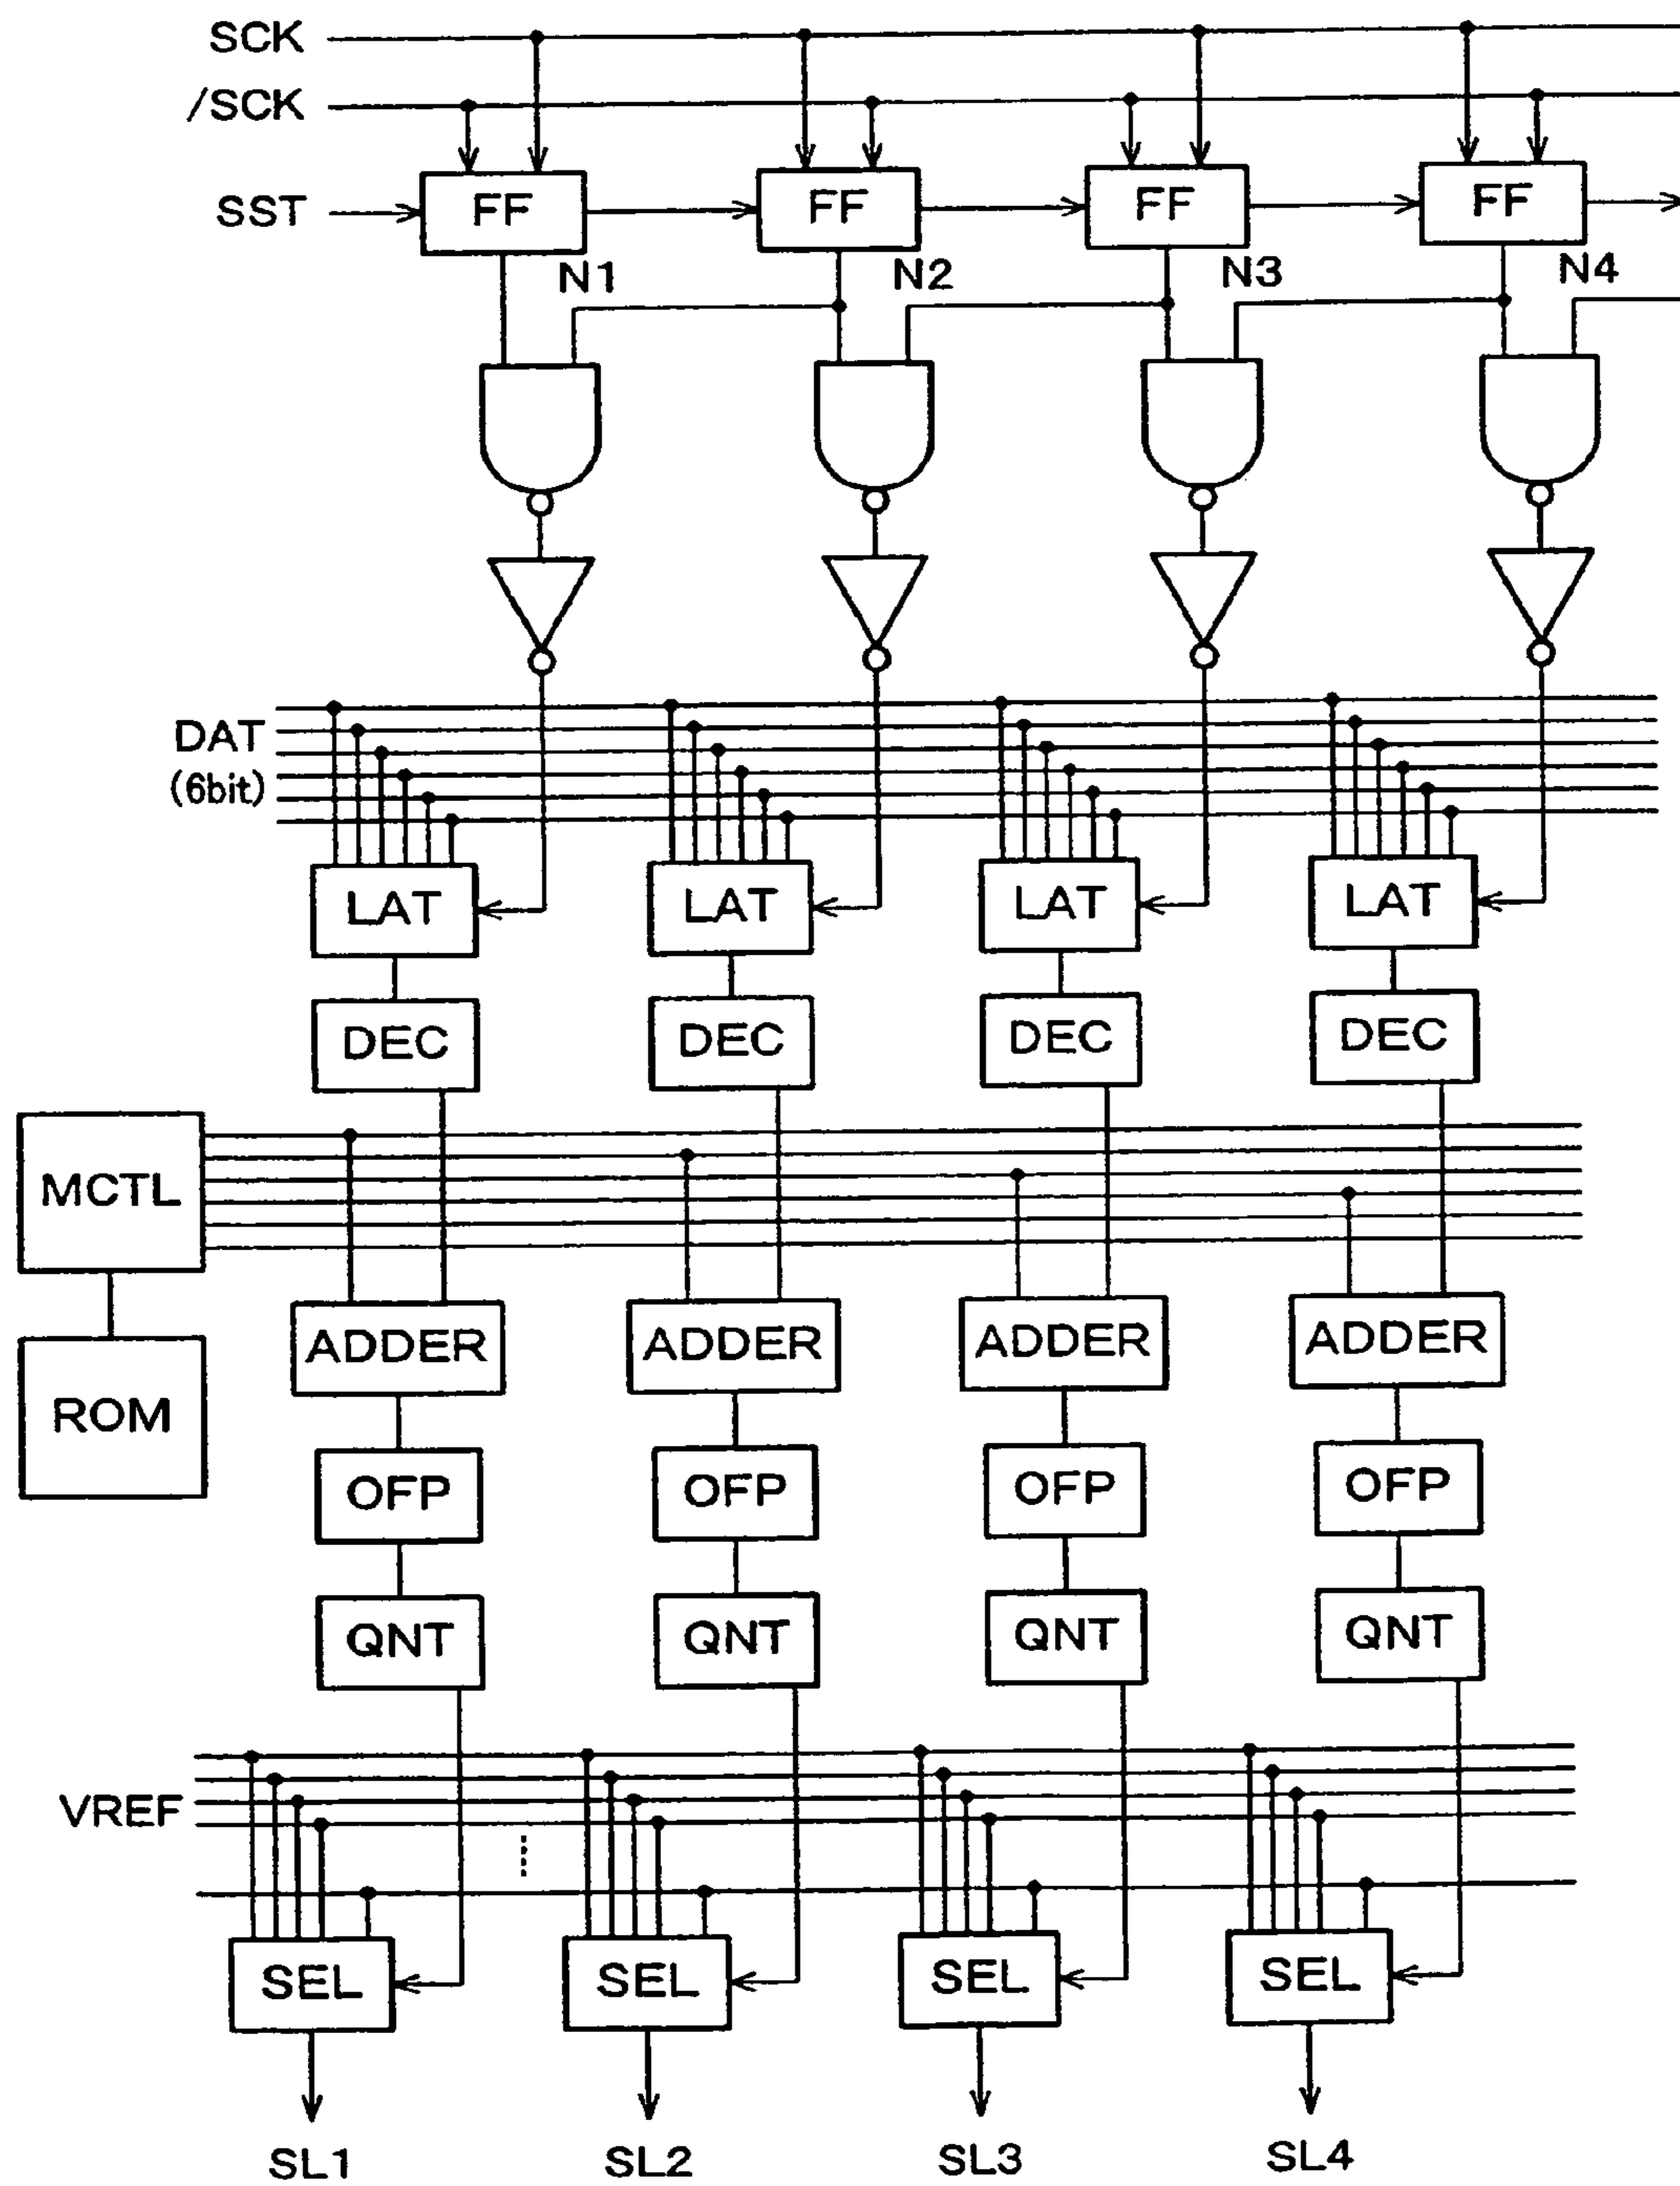 SCK
/SCK
SST
FF FF FF FF
N1 N2 N3 N4
DAT
(6bit)
LAT LAT LAT LAT
DEC DEC DEC DEC
MCTL
ADDER ADDER ADDER ADDER
ROM
OFP OFP OFP OFP
QNT QNT QNT QNT
VREF
SEL SEL SEL SEL
SL1 SL2 SL3 SL4